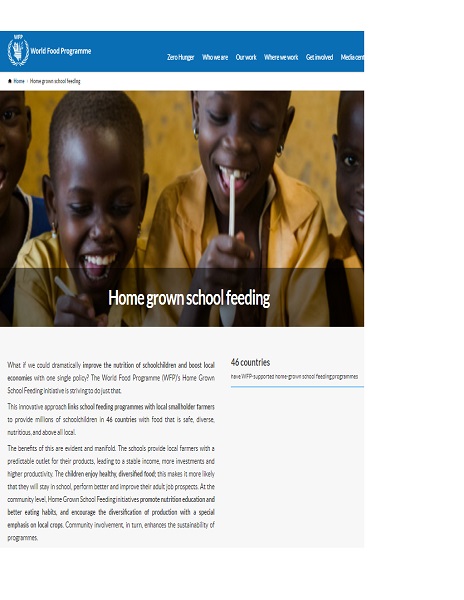 WFP
World Food Programme
Zero Hunger Who we are Our work Where we work Get involved Media cent
Home / Home grown school feeding
Home grown school feeding
What if we could dramatically improve the nutrition of schoolchildren and boost local
economies with one single policy? The World Food Programme (WFP)'s Home Grown
School Feeding initiative is striving to do just that.
This innovative approach links school feeding programmes with local smallholder farmers
to provide millions of schoolchildren in 46 countries with food that is safe, diverse,
nutritious, and above all local.
The benefits of this are evident and manifold. The schools provide local farmers with a
predictable outlet for their products, leading to a stable income, more investments and
higher productivity. The children enjoy healthy, diversified food; this makes it more likely
that they will stay in school, perform better and improve their adult job prospects. At the
community level, Home Grown School Feeding initiatives promote nutrition education and
better eating habits, and encourage the diversification of production with a special
emphasis on local crops. Community involvement, in turn, enhances the sustainability of
programmes.
46 countries
have WFP-supported home-grown school feeding programmes